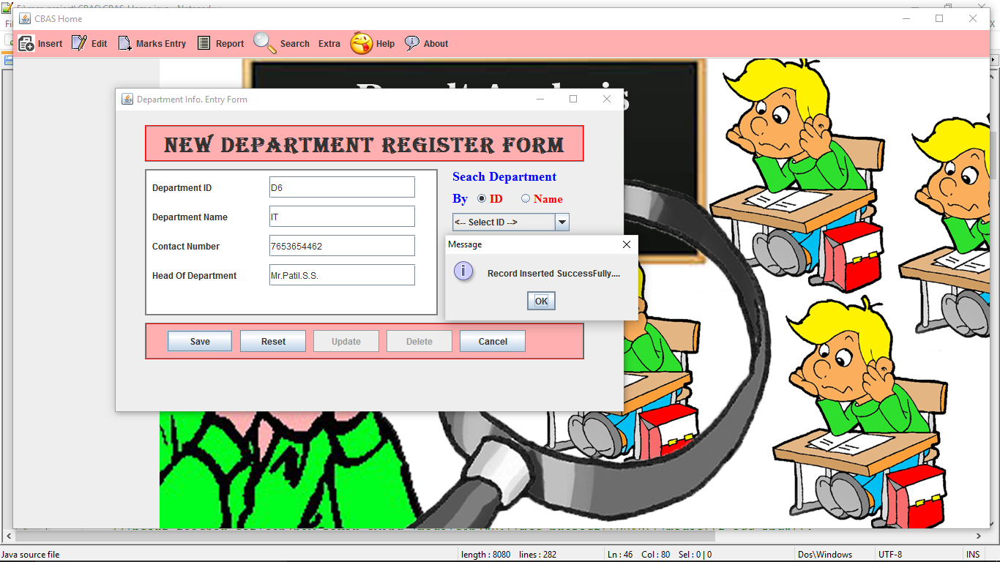 CBAS Home
Insert Edit Marks Entry Report Search Extra Help About
Department Info. Entry Form
NEW DEPARTMENT REGISTER FORM
Department ID D6
Department Name IT
Contact Number 7653654462
Head Of Department Mr.Patil.S.S.
Seach Department
By ID Name
<-- Select ID -->
Message
Record Inserted SuccessFully....
OK
Save Reset Update Delete Cancel
Java source file length : 8080 lines : 282 Ln : 46 Col : 80 Sel : 0 | 0 Dos\Windows UTF-8 INS